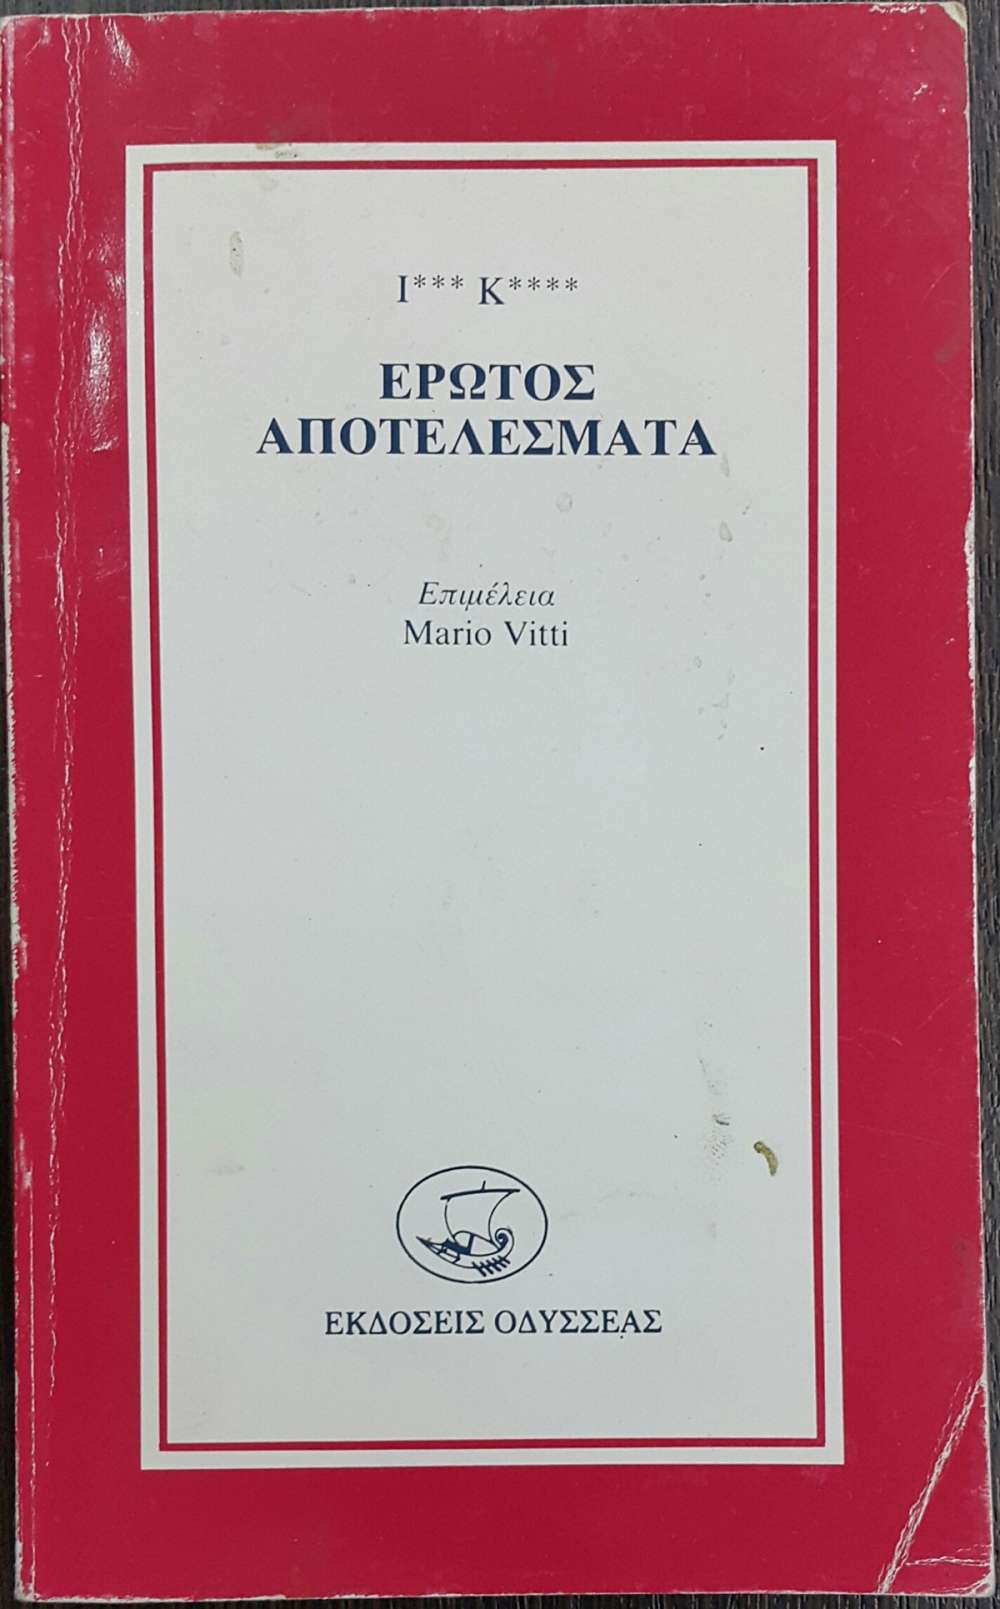 Ι*** Κ****
ΕΡΩΤΟΣ
ΑΠΟΤΕΛΕΣΜΑΤΑ
Επιμέλεια
Mario Vitti
ΕΚΔΟΣΕΙΣ ΟΔΥΣΣΕΑΣ